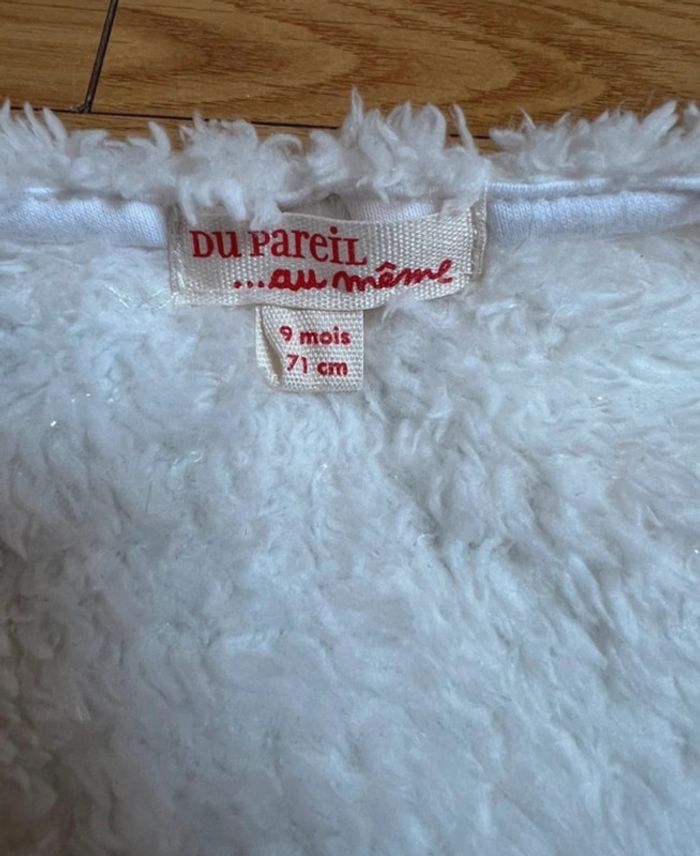 DU PAREIL
...au même
9 mois
71 cm